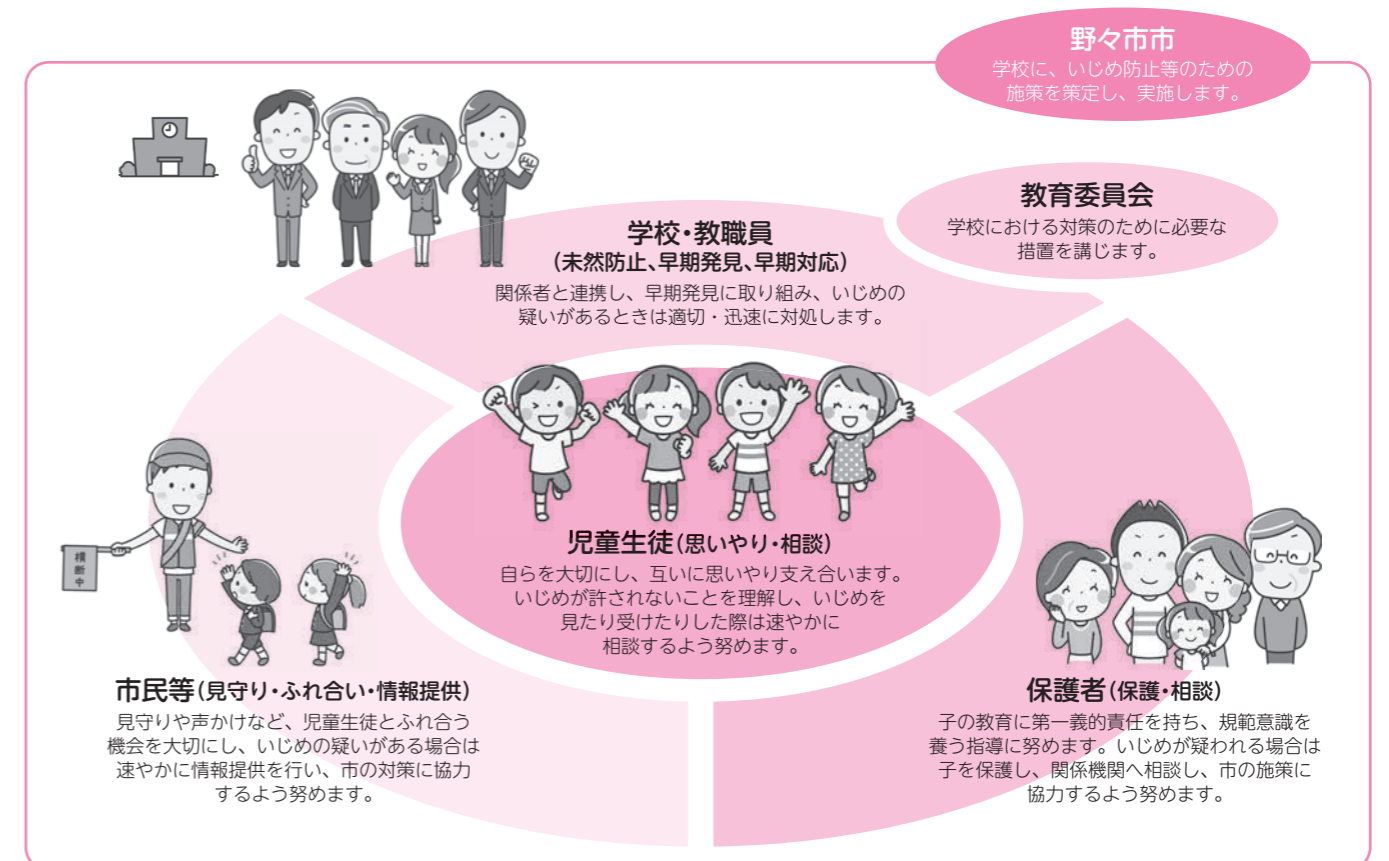 野々市市
学校に、いじめ防止等のための
施策を策定し、実施します。
教育委員会
学校における対策のために必要な
措置を講じます。
学校・教職員
(未然防止、早期発見、早期対応)
関係者と連携し、早期発見に取り組み、いじめの
疑いがあるときは適切・迅速に対処します。
児童生徒(思いやり・相談)
自らを大切にし、互いに思いやり支え合います。
いじめが許されないことを理解し、いじめを
見たり受けたりした際は速やかに
相談するよう努めます。
横断中
市民等(見守り・ふれ合い・情報提供)
見守りや声かけなど、児童生徒とふれ合う
機会を大切にし、いじめの疑いがある場合は
速やかに情報提供を行い、市の対策に協力
するよう努めます。
保護者(保護・相談)
子の教育に第一義的責任を持ち、規範意識を
養う指導に努めます。いじめが疑われる場合は
子を保護し、関係機関へ相談し、市の施策に
協力するよう努めます。